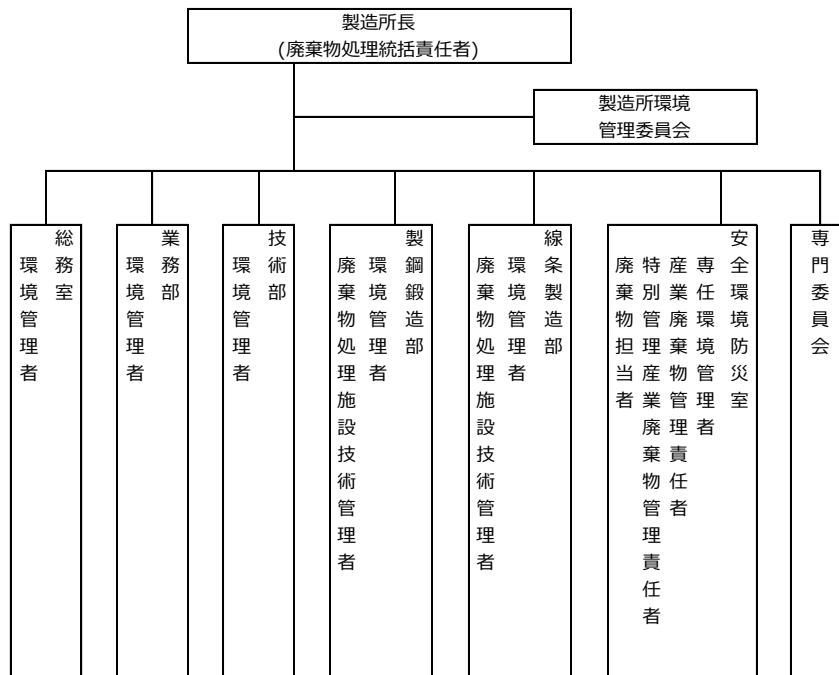 製造所長
(廃棄物処理統括責任者)
製造所環境
管理委員会
総務室
環境管理者
業務部
環境管理者
技術部
環境管理者
製鋼鍛造部
環境管理者
廃棄物処理施設技術管理者
線条製造部
環境管理者
廃棄物処理施設技術管理者
安全環境防災室
専任環境管理者
産業廃棄物管理責任者
特別管理産業廃棄物管理責任者
廃棄物担当者
専門委員会